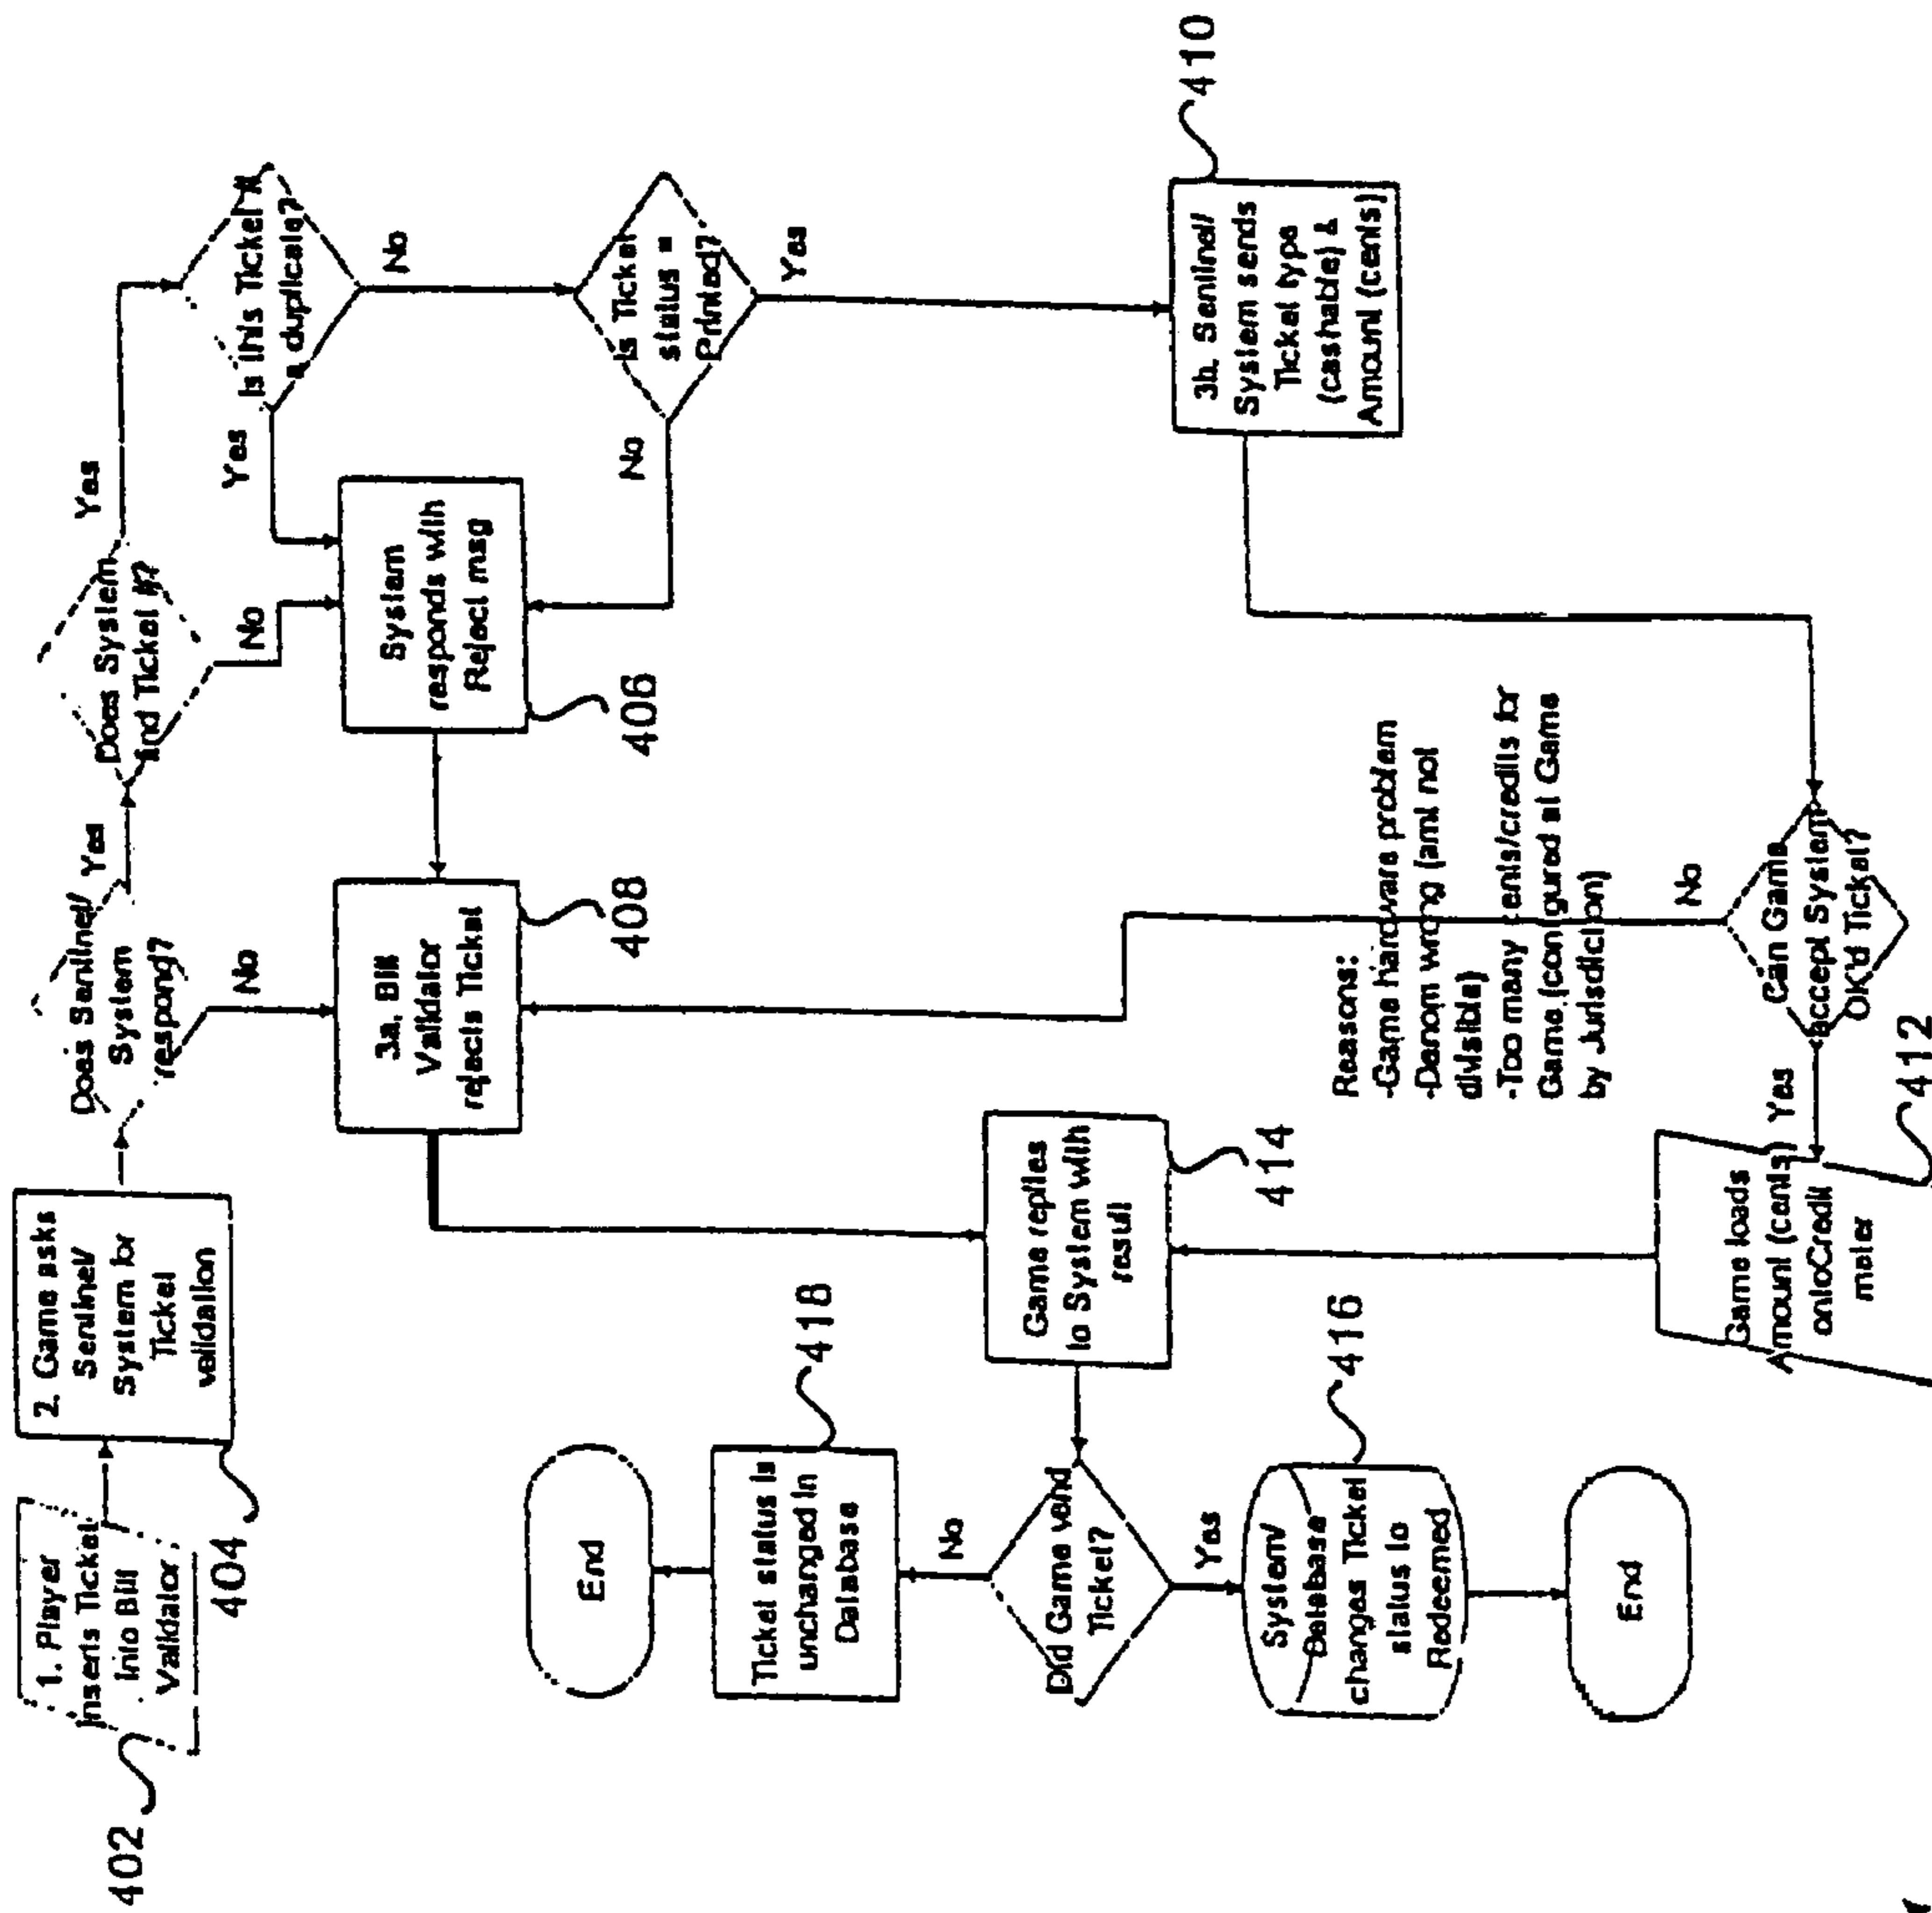 402
1. Player
inserts Ticket
into Bill
Validator
404
2. Game asks
Sentinel/
System for
Ticket
validation
Does Sentinel/
System
respond?
Yes
No
Does System
find Ticket #?
Yes
No
Is this Ticket #
a duplicate?
Yes
No
Is Ticket
status =
Printed?
No
Yes
System
responds with
Reject msg
406
3a. Bill
Validator
rejects Ticket
408
3b. Sentinel/
System sends
Ticket type
(cashable) &
Amount (cents)
410
Can Game
accept System
OK'd Ticket?
No
Yes
Reasons:
-Game hardware problem
-Denom wrong (amt not
divisible)
-Too many cents/credits for
Game (configured at Game
by Jurisdiction)
Game loads
Amount (cents)
onto Credit
meter
412
Game replies
to System with
result
414
Did Game vend
Ticket?
No
Yes
Ticket status is
unchanged in
Database
418
End
System/
Database
changes Ticket
status to
Redeemed
416
End